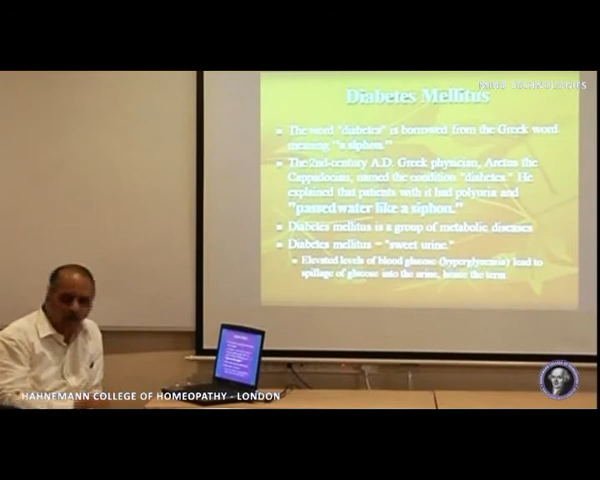 Diabetes Mellitus
The word "diabetes" is borrowed from the Greek word
meaning "a siphon."
The 2nd-century A.D. Greek physician, Aretus the
Cappadocian, named the condition "diabetes." He
explained that patients with it had polyuria and
"passed water like a siphon."
Diabetes mellitus is a group of metabolic diseases
Diabetes mellitus = "sweet urine."
Elevated levels of blood glucose (hyperglycemia) lead to
spillage of glucose into the urine, hence the term
HAHNEMANN COLLEGE OF HOMEOPATHY - LONDON